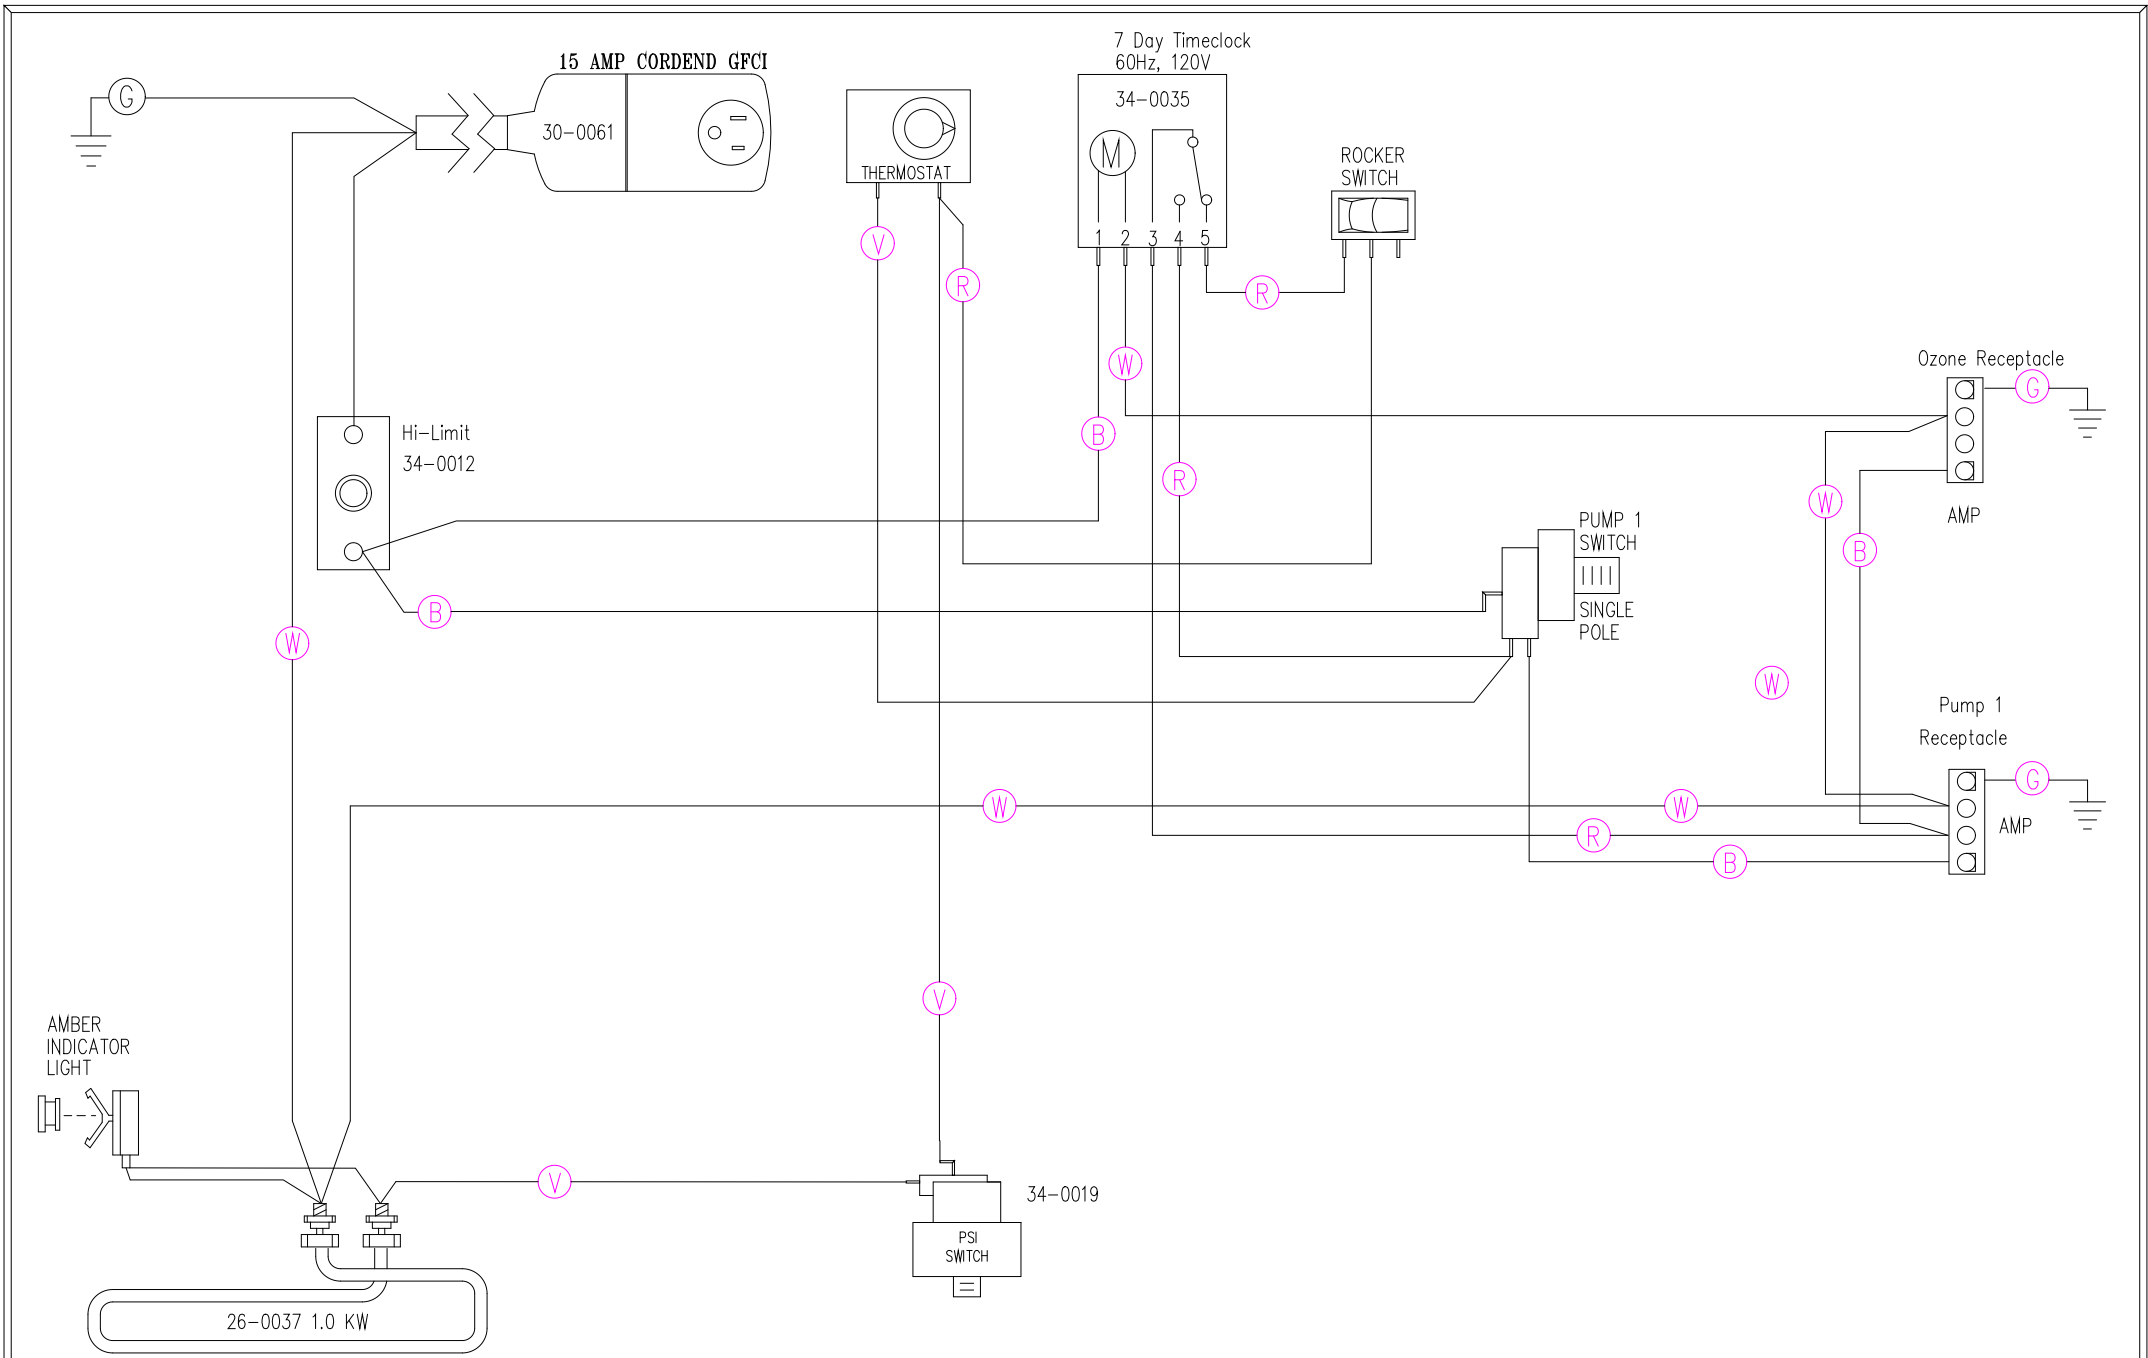 7 Day Timeclock
60Hz, 120V
15 AMP CORDEND GFCI
G
34-0035
30-0061
M
THERMOSTAT
ROCKER
SWITCH
1 2 3 4 5
V
R
R
W
Ozone Receptacle
G
Hi-Limit
34-0012
B
R
W
AMP
PUMP 1
SWITCH
B
SINGLE
POLE
B
W
W
Pump 1
Receptacle
G
W
W
AMP
R
B
V
AMBER
INDICATOR
LIGHT
V
34-0019
PSI
SWITCH
26-0037 1.0 KW